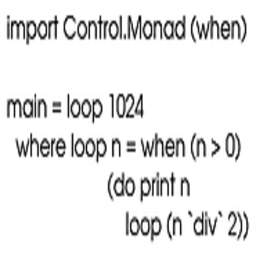 import Control.Monad (when)
main = loop 1024
where loop n = when (n > 0)
(do print n
loop (n `div` 2))